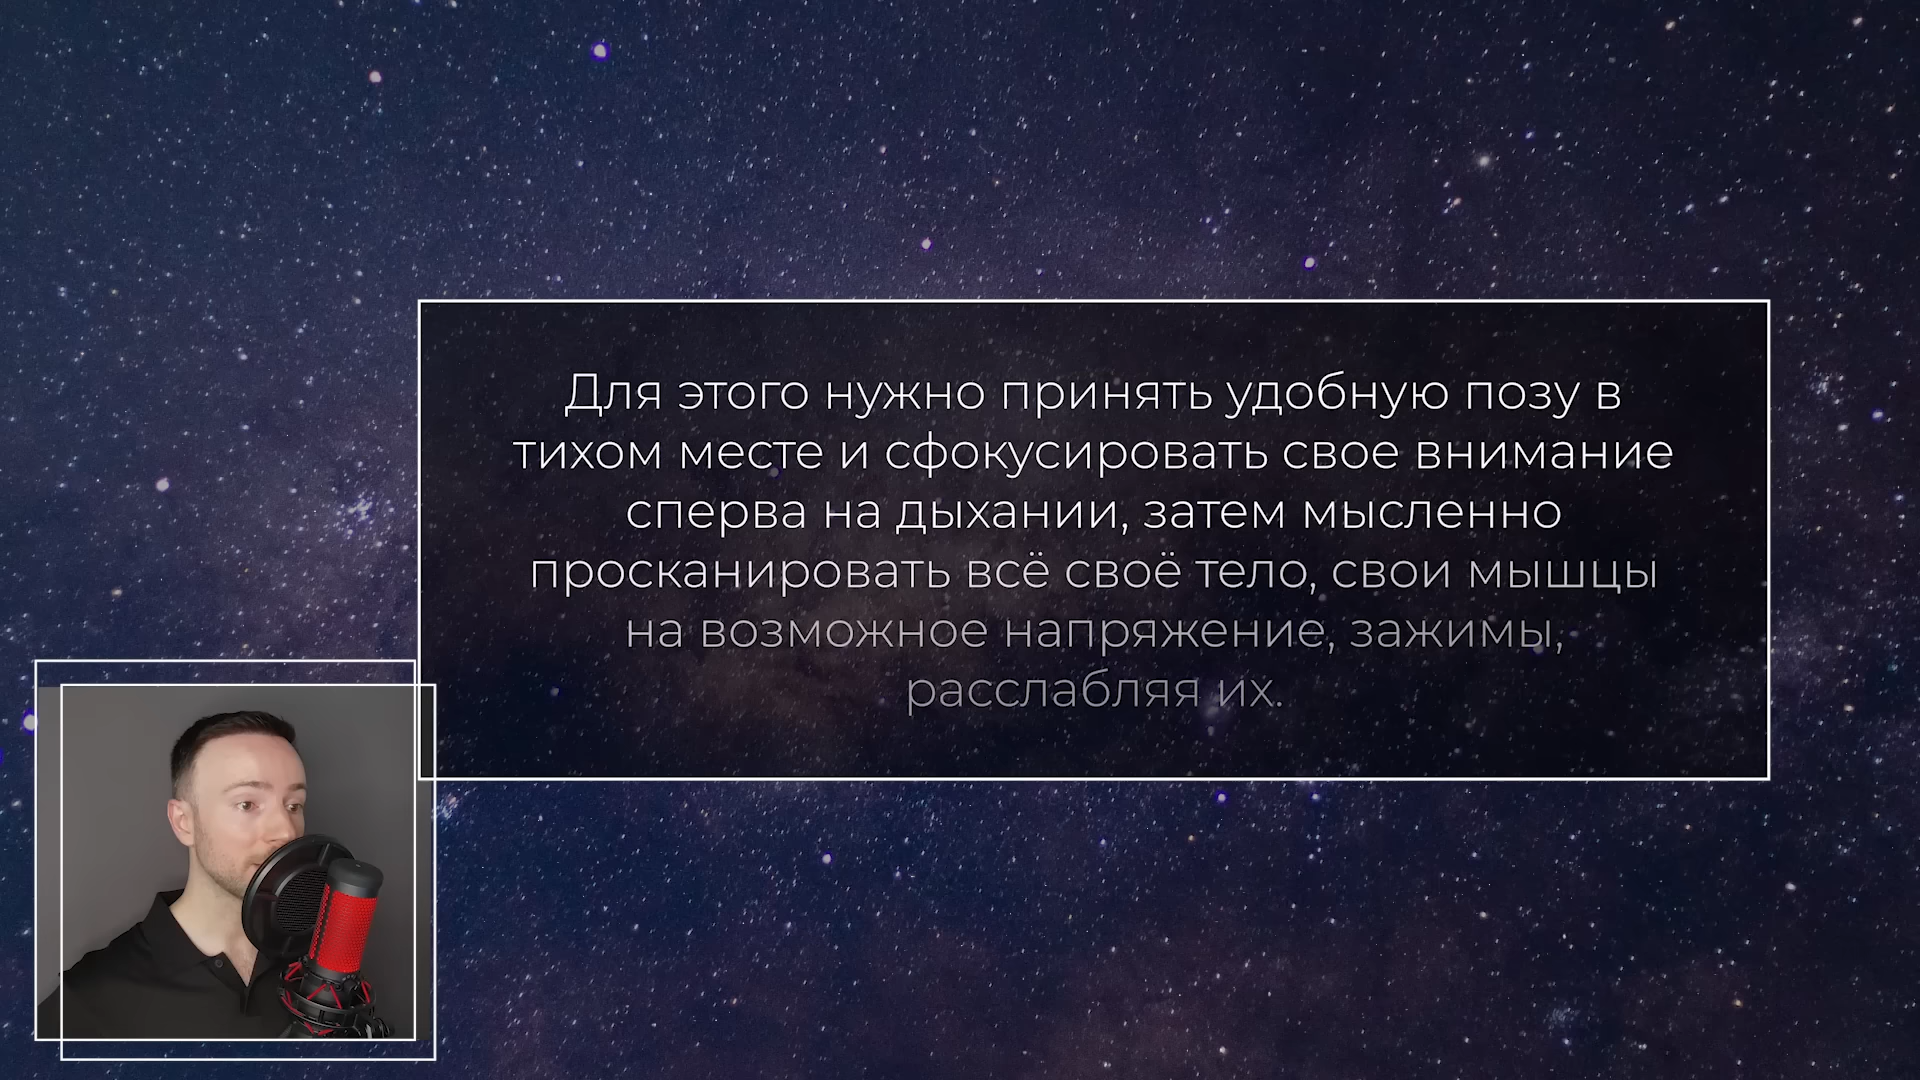 Для этого нужно принять удобную позу в
тихом месте и сфокусировать свое внимание
сперва на дыхании, затем мысленно
просканировать всё своё тело, свои мышцы
на возможное напряжение, зажимы,
расслабляя их.